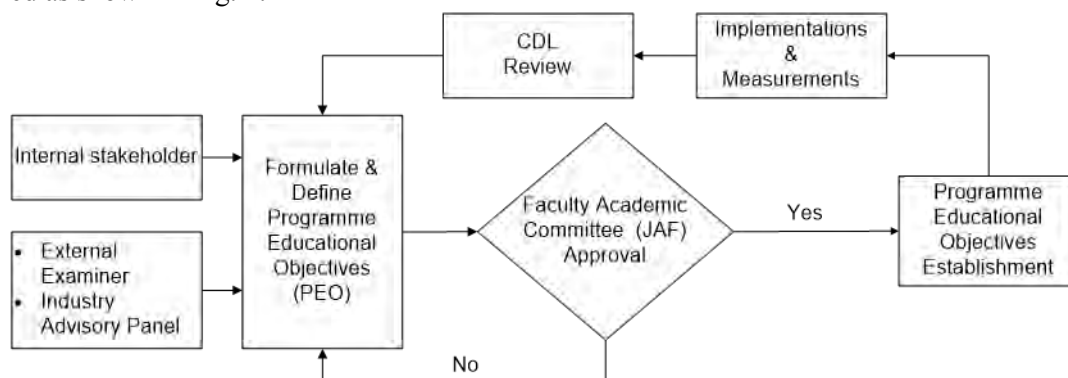 CDL
Review
Implementations
&
Measurements
Internal stakeholder
• External
Examiner
• Industry
Advisory Panel
Formulate &
Define
Programme
Educational
Objectives
(PEO)
Faculty Academic
Committee (JAF)
Approval
Yes
No
Programme
Educational
Objectives
Establishment